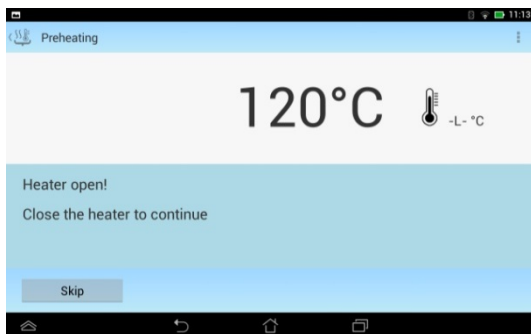 11:13
Preheating
120°C
-L- °C
Heater open!
Close the heater to continue
Skip